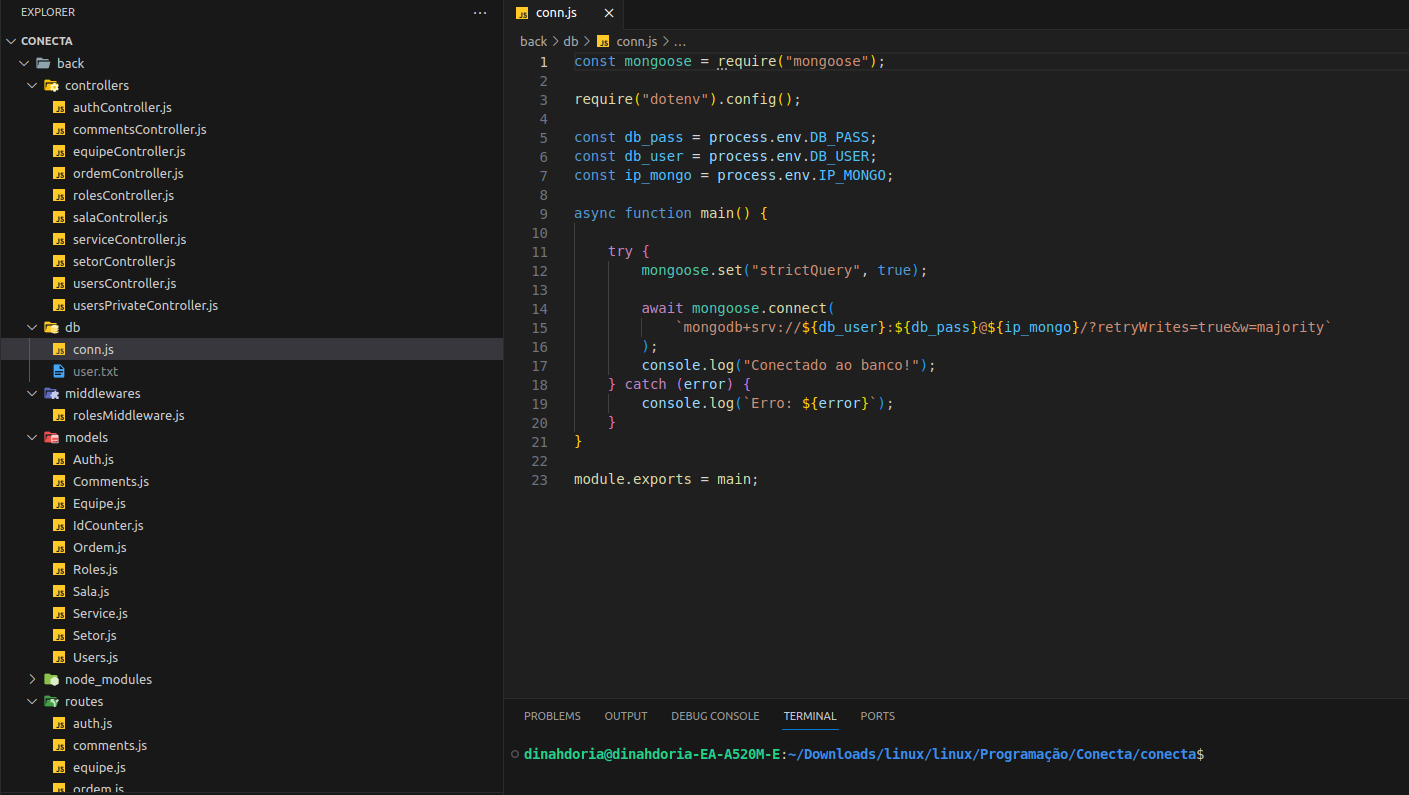 EXPLORER
CONECTA
back
controllers
authController.js
commentsController.js
equipeController.js
ordemController.js
rolesController.js
salaController.js
serviceController.js
setorController.js
usersController.js
usersPrivateController.js
db
conn.js
user.txt
middlewares
rolesMiddleware.js
models
Auth.js
Comments.js
Equipe.js
IdCounter.js
Ordem.js
Roles.js
Sala.js
Service.js
Setor.js
Users.js
node_modules
routes
auth.js
comments.js
equipe.js
ordem.js
conn.js
back > db > JS conn.js > ...
1 const mongoose = require("mongoose");
2
3 require("dotenv").config();
4
5 const db_pass = process.env.DB_PASS;
6 const db_user = process.env.DB_USER;
7 const ip_mongo = process.env.IP_MONGO;
8
9 async function main() {
10
11 try {
12 mongoose.set("strictQuery", true);
13
14 await mongoose.connect(
15 `mongodb+srv://${db_user}:${db_pass}@${ip_mongo}/?retryWrites=true&w=majority`
16 );
17 console.log("Conectado ao banco!");
18 } catch (error) {
19 console.log(`Erro: ${error}`);
20 }
21 }
22
23 module.exports = main;
PROBLEMS OUTPUT DEBUG CONSOLE TERMINAL PORTS
dinahdoria@dinahdoria-EA-A520M-E:~/Downloads/linux/linux/Programação/Conecta/conecta$